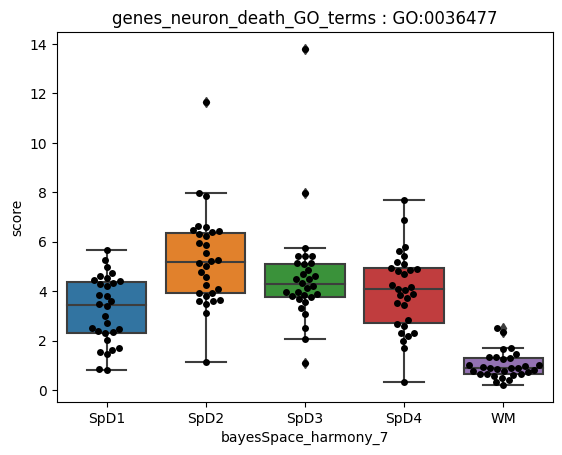 genes_neuron_death_GO_terms : GO:0036477
14
12
10
8
6
4
2
0
score
SpD1 SpD2 SpD3 SpD4 WM
bayesSpace_harmony_7